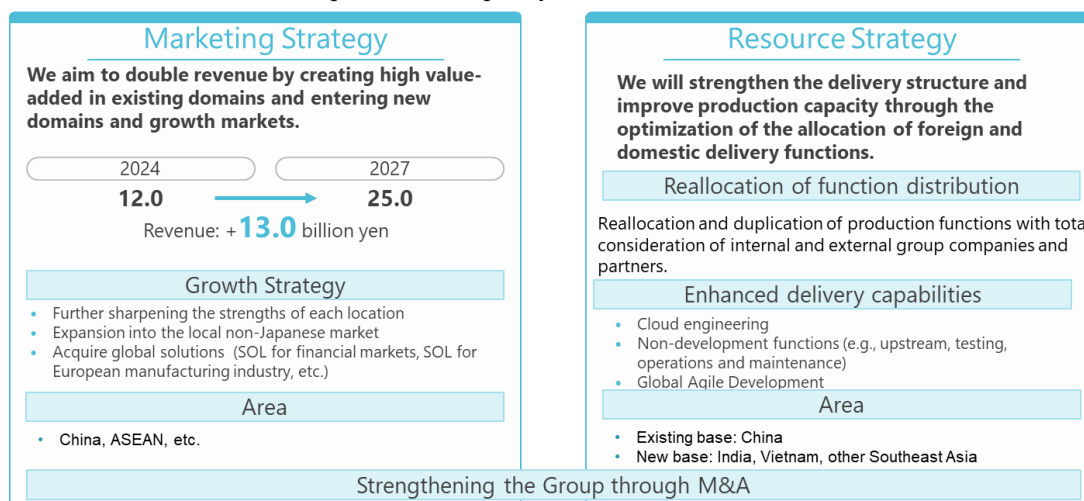 Marketing Strategy
We aim to double revenue by creating high value-
added in existing domains and entering new
domains and growth markets.
2024
2027
12.0
25.0
Revenue: +13.0 billion yen
Growth Strategy
• Further sharpening the strengths of each location
• Expansion into the local non-Japanese market
• Acquire global solutions (SOL for financial markets, SOL for
European manufacturing industry, etc.)
Area
• China, ASEAN, etc.
Resource Strategy
We will strengthen the delivery structure and
improve production capacity through the
optimization of the allocation of foreign and
domestic delivery functions.
Reallocation of function distribution
Reallocation and duplication of production functions with tota
consideration of internal and external group companies and
partners.
Enhanced delivery capabilities
• Cloud engineering
• Non-development functions (e.g., upstream, testing,
operations and maintenance)
• Global Agile Development
Area
• Existing base: China
• New base: India, Vietnam, other Southeast Asia
Strengthening the Group through M&A